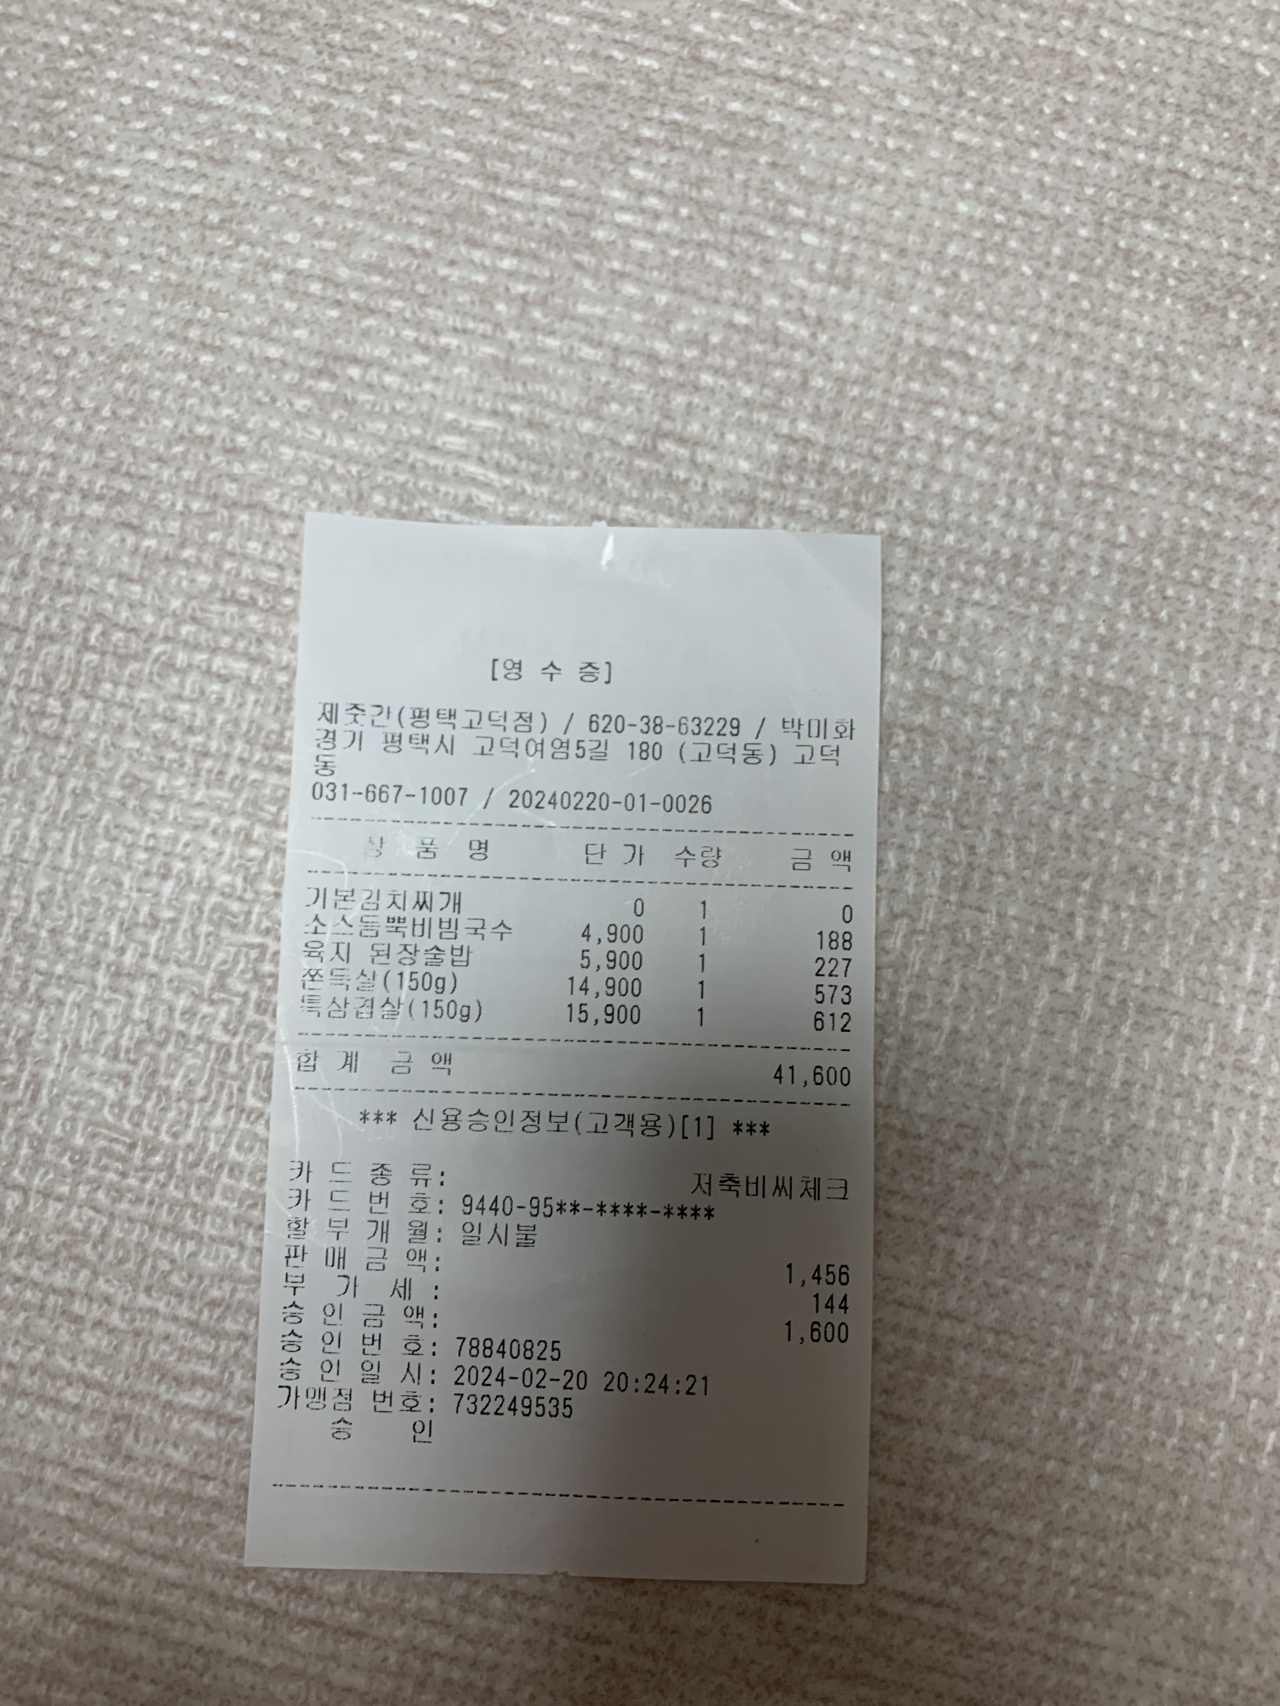 [영 수 증]
제줏간(평택고덕점) / 620-38-63229 / 박미화
경기 평택시 고덕여염5길 180 (고덕동) 고덕
동
031-667-1007 / 20240220-01-0026
상 품 명 단 가 수량 금 액
기본김치찌개 0 1 0
소스듬뿍비빔국수 4,900 1 188
육지 된장술밥 5,900 1 227
쫀득살(150g) 14,900 1 573
특삼겹살(150g) 15,900 1 612
합 계 금 액 41,600
*** 신용승인정보(고객용)[1] ***
카 드 종 류: 저축비씨체크
카 드 번 호: 9440-95**-****-****
할 부 개 월: 일시불
판 매 금 액: 1,456
부 가 세 : 144
승 인 금 액: 1,600
승 인 번 호: 78840825
승 인 일 시: 2024-02-20 20:24:21
가맹점 번호: 732249535
승 인